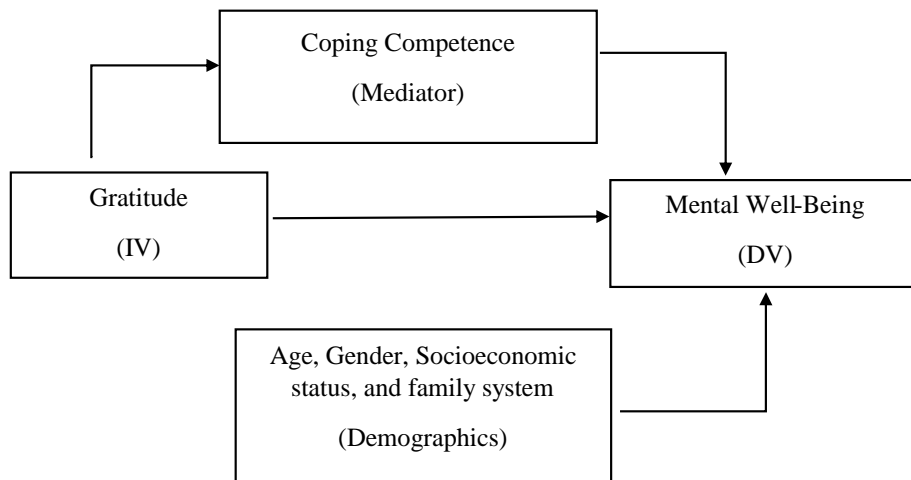 Coping Competence
(Mediator)
Gratitude
(IV)
Mental Well-Being
(DV)
Age, Gender, Socioeconomic
status, and family system
(Demographics)